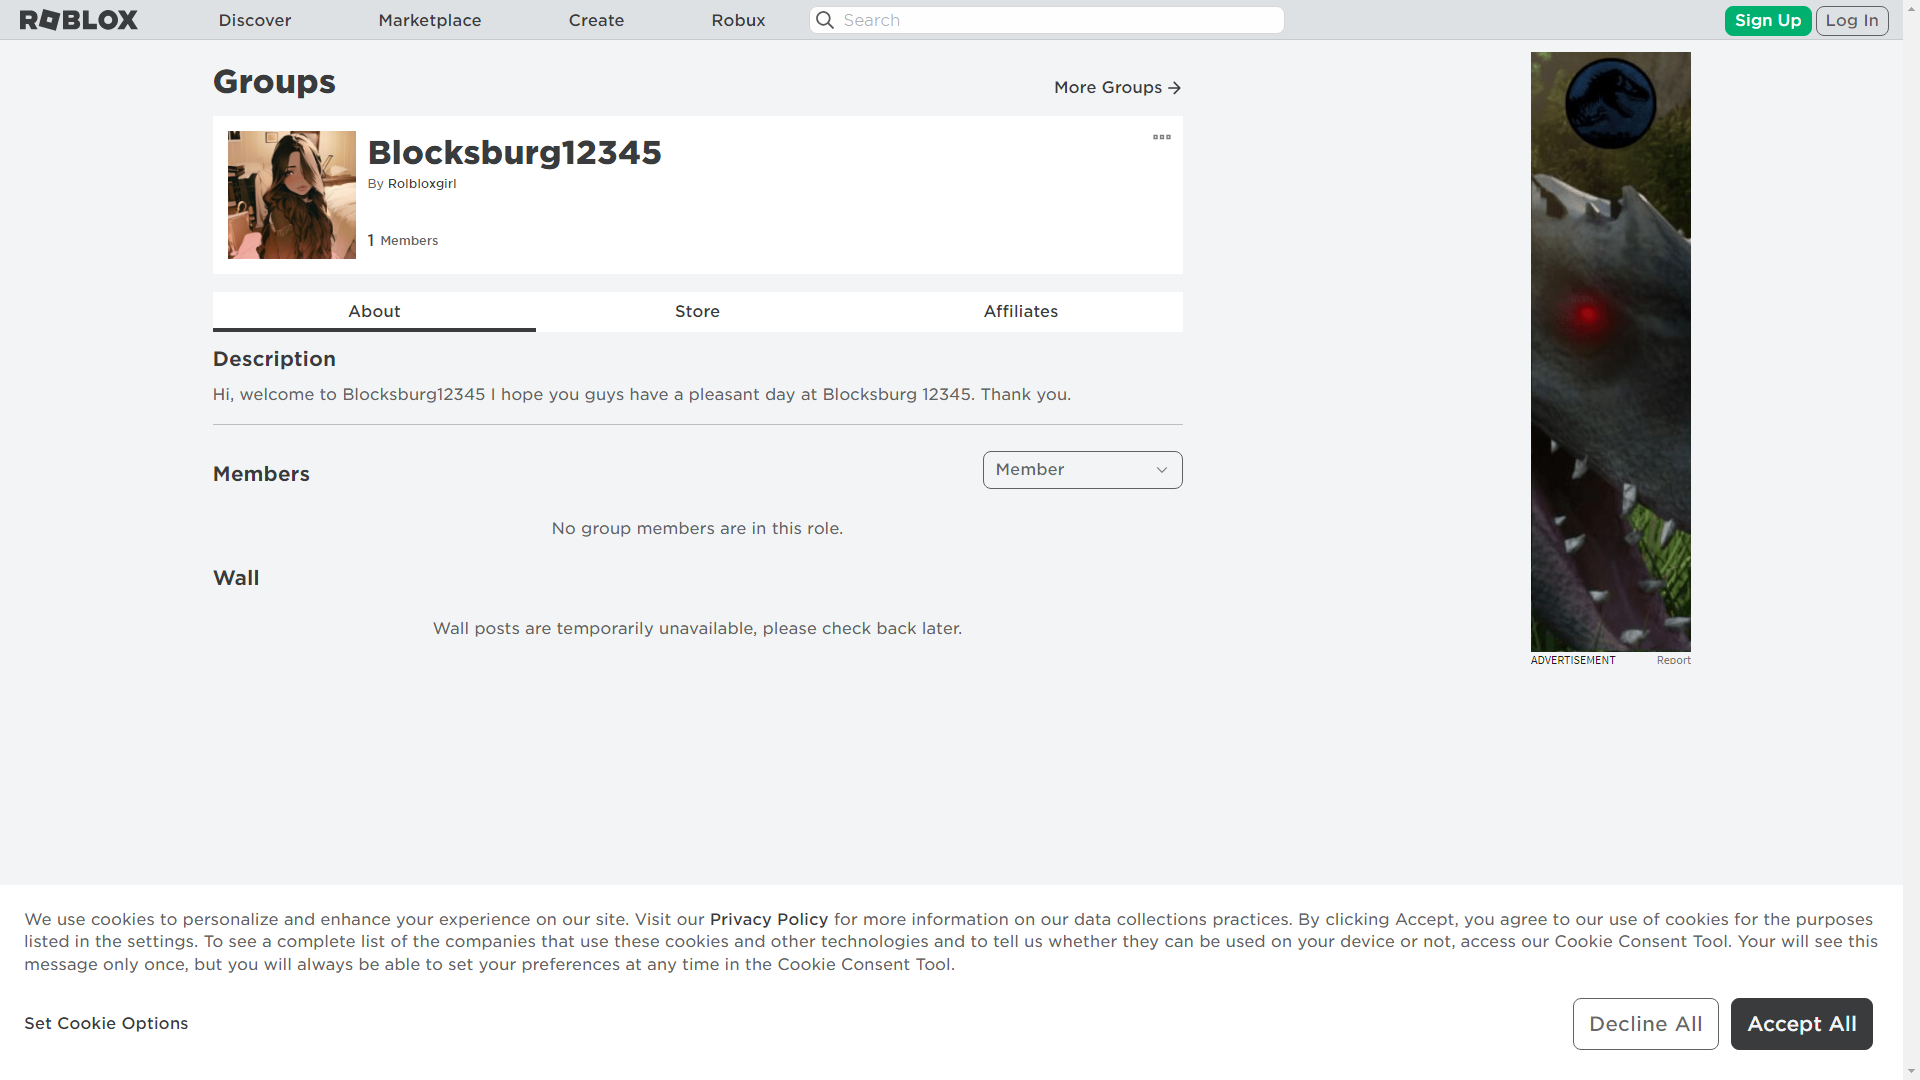 ROBLOX
Discover
Marketplace
Create
Robux
Search
Sign Up
Log In
Groups
More Groups
Blocksburg12345
By Rolbloxgirl
1 Members
About
Store
Affiliates
Description
Hi, welcome to Blocksburg12345 I hope you guys have a pleasant day at Blocksburg 12345. Thank you.
Members
Member
No group members are in this role.
Wall
Wall posts are temporarily unavailable, please check back later.
ADVERTISEMENT
Report
We use cookies to personalize and enhance your experience on our site. Visit our Privacy Policy for more information on our data collections practices. By clicking Accept, you agree to our use of cookies for the purposes
listed in the settings. To see a complete list of the companies that use these cookies and other technologies and to tell us whether they can be used on your device or not, access our Cookie Consent Tool. Your will see this
message only once, but you will always be able to set your preferences at any time in the Cookie Consent Tool.
Set Cookie Options
Decline All
Accept All